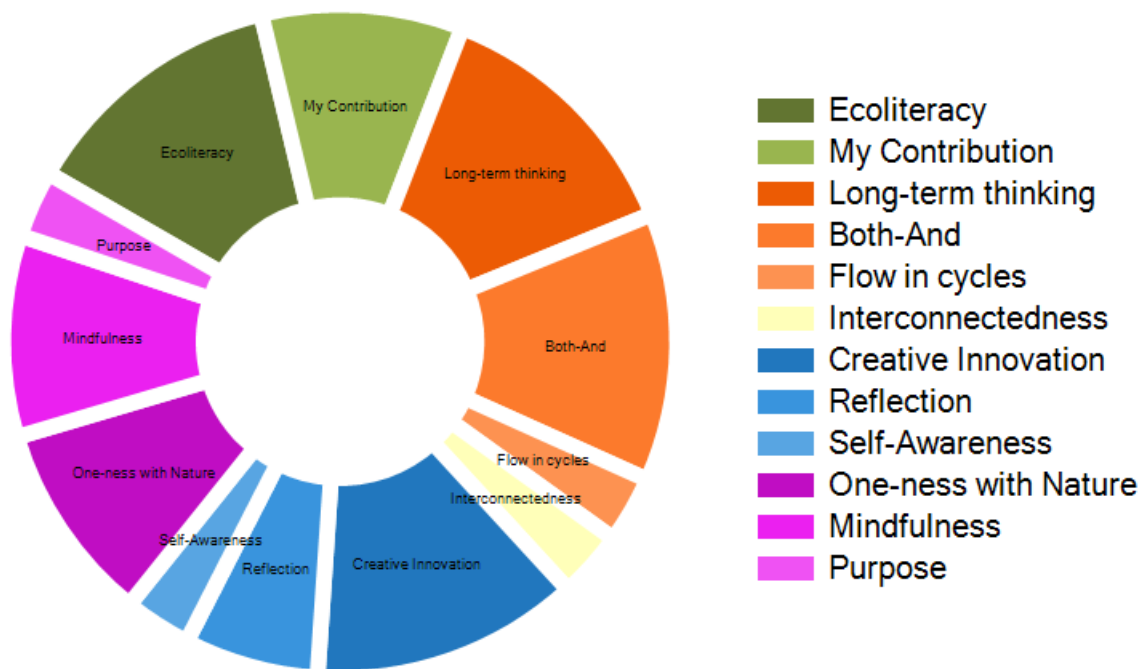 My Contribution
Ecoliteracy
Long-term thinking
Purpose
Mindfulness
Both-And
Flow in cycles
One-ness with Nature
Interconnectedness
Self-Awareness
Reflection
Creative Innovation
Ecoliteracy
My Contribution
Long-term thinking
Both-And
Flow in cycles
Interconnectedness
Creative Innovation
Reflection
Self-Awareness
One-ness with Nature
Mindfulness
Purpose